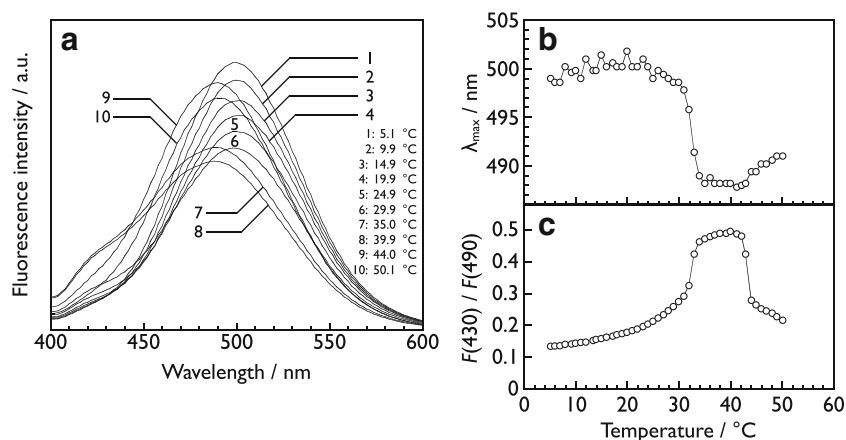 a
Fluorescence intensity / a.u.
1
2
3
4
9
10
5
6
7
8
1: 5.1 °C
2: 9.9 °C
3: 14.9 °C
4: 19.9 °C
5: 24.9 °C
6: 29.9 °C
7: 35.0 °C
8: 39.9 °C
9: 44.0 °C
10: 50.1 °C
400 450 500 550 600
Wavelength / nm
b
505
500
495
490
λmax / nm
c
0.5
0.4
0.3
0.2
0.1
0
F(430) / F(490)
0 10 20 30 40 50 60
Temperature / °C